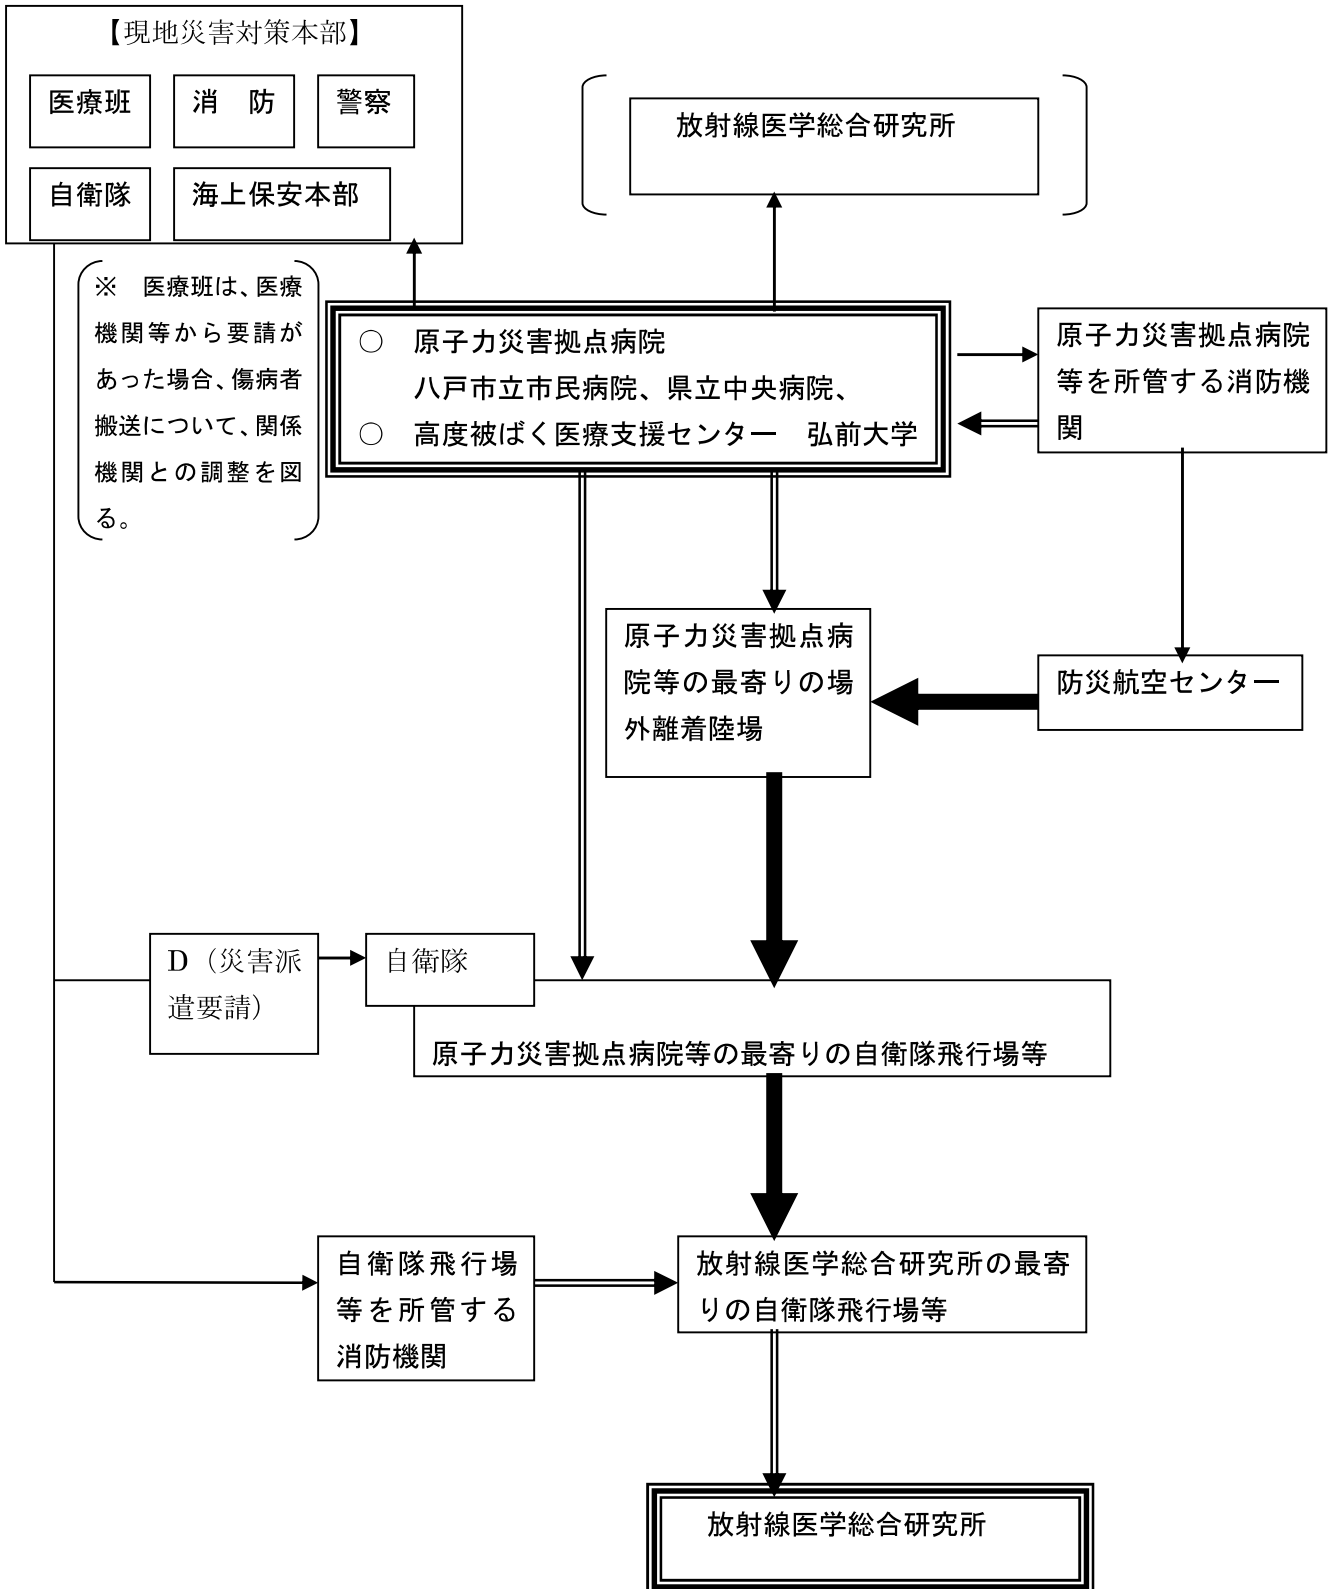 【現地災害対策本部】
医療班
消　防
警察
自衛隊
海上保安本部
放射線医学総合研究所
※　医療班は、医療
機関等から要請が
あった場合、傷病者
搬送について、関係
機関との調整を図
る。
〇　原子力災害拠点病院
八戸市立市民病院、県立中央病院、
〇　高度被ばく医療支援センター　弘前大学
原子力災害拠点病院
等を所管する消防機
関
原子力災害拠点病
院等の最寄りの場
外離着陸場
防災航空センター
D（災害派
遣要請）
自衛隊
原子力災害拠点病院等の最寄りの自衛隊飛行場等
自衛隊飛行場
等を所管する
消防機関
放射線医学総合研究所の最寄
りの自衛隊飛行場等
放射線医学総合研究所